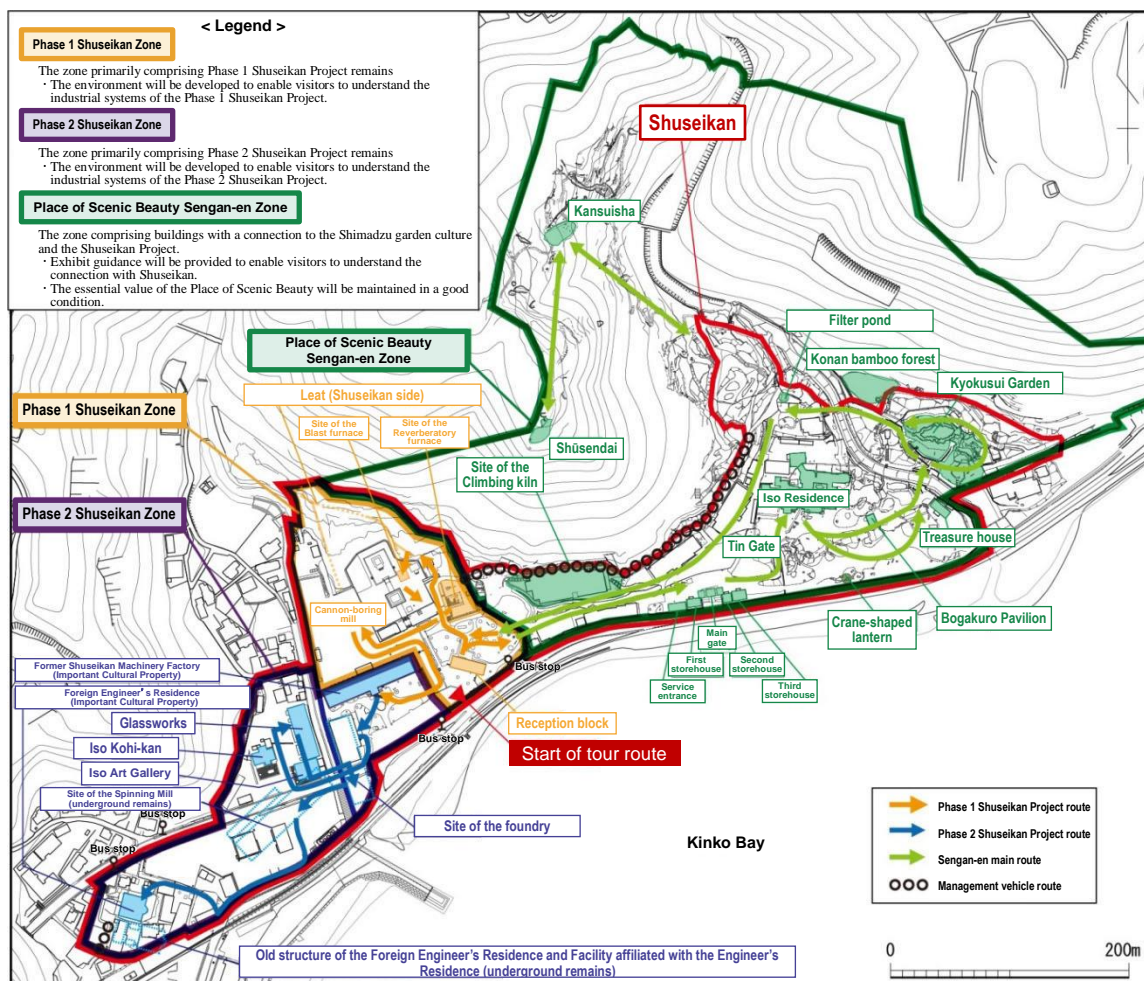 < Legend >
Phase 1 Shuseikan Zone
The zone primarily comprising Phase 1 Shuseikan Project remains
・The environment will be developed to enable visitors to understand the
industrial systems of the Phase 1 Shuseikan Project.
Phase 2 Shuseikan Zone
The zone primarily comprising Phase 2 Shuseikan Project remains
・The environment will be developed to enable visitors to understand the
industrial systems of the Phase 2 Shuseikan Project.
Place of Scenic Beauty Sengan-en Zone
The zone comprising buildings with a connection to the Shimadzu garden culture
and the Shuseikan Project.
・Exhibit guidance will be provided to enable visitors to understand the
connection with Shuseikan.
・The essential value of the Place of Scenic Beauty will be maintained in a good
condition.
Shuseikan
Kansuisha
Filter pond
Konan bamboo forest
Kyokusui Garden
Place of Scenic Beauty
Sengan-en Zone
Leat (Shuseikan side)
Phase 1 Shuseikan Zone
Site of the
Blast furnace
Site of the
Reverberatory
furnace
Shūsendai
Site of the
Climbing kiln
Iso Residence
Phase 2 Shuseikan Zone
Tin Gate
Treasure house
Cannon-boring
mill
Crane-shaped
lantern
Bogakuro Pavilion
Main
gate
First
storehouse
Second
storehouse
Service
entrance
Third
storehouse
Bus stop
Former Shuseikan Machinery Factory
(Important Cultural Property)
Foreign Engineer's Residence
(Important Cultural Property)
Glassworks
Reception block
Bus stop
Iso Kohi-kan
Start of tour route
Iso Art Gallery
Site of the Spinning Mill
(underground remains)
Bus stop
Site of the foundry
Bus stop
Kinko Bay
Phase 1 Shuseikan Project route
Phase 2 Shuseikan Project route
Sengan-en main route
Management vehicle route
Old structure of the Foreign Engineer's Residence and Facility affiliated with the Engineer's
Residence (underground remains)
0
200m